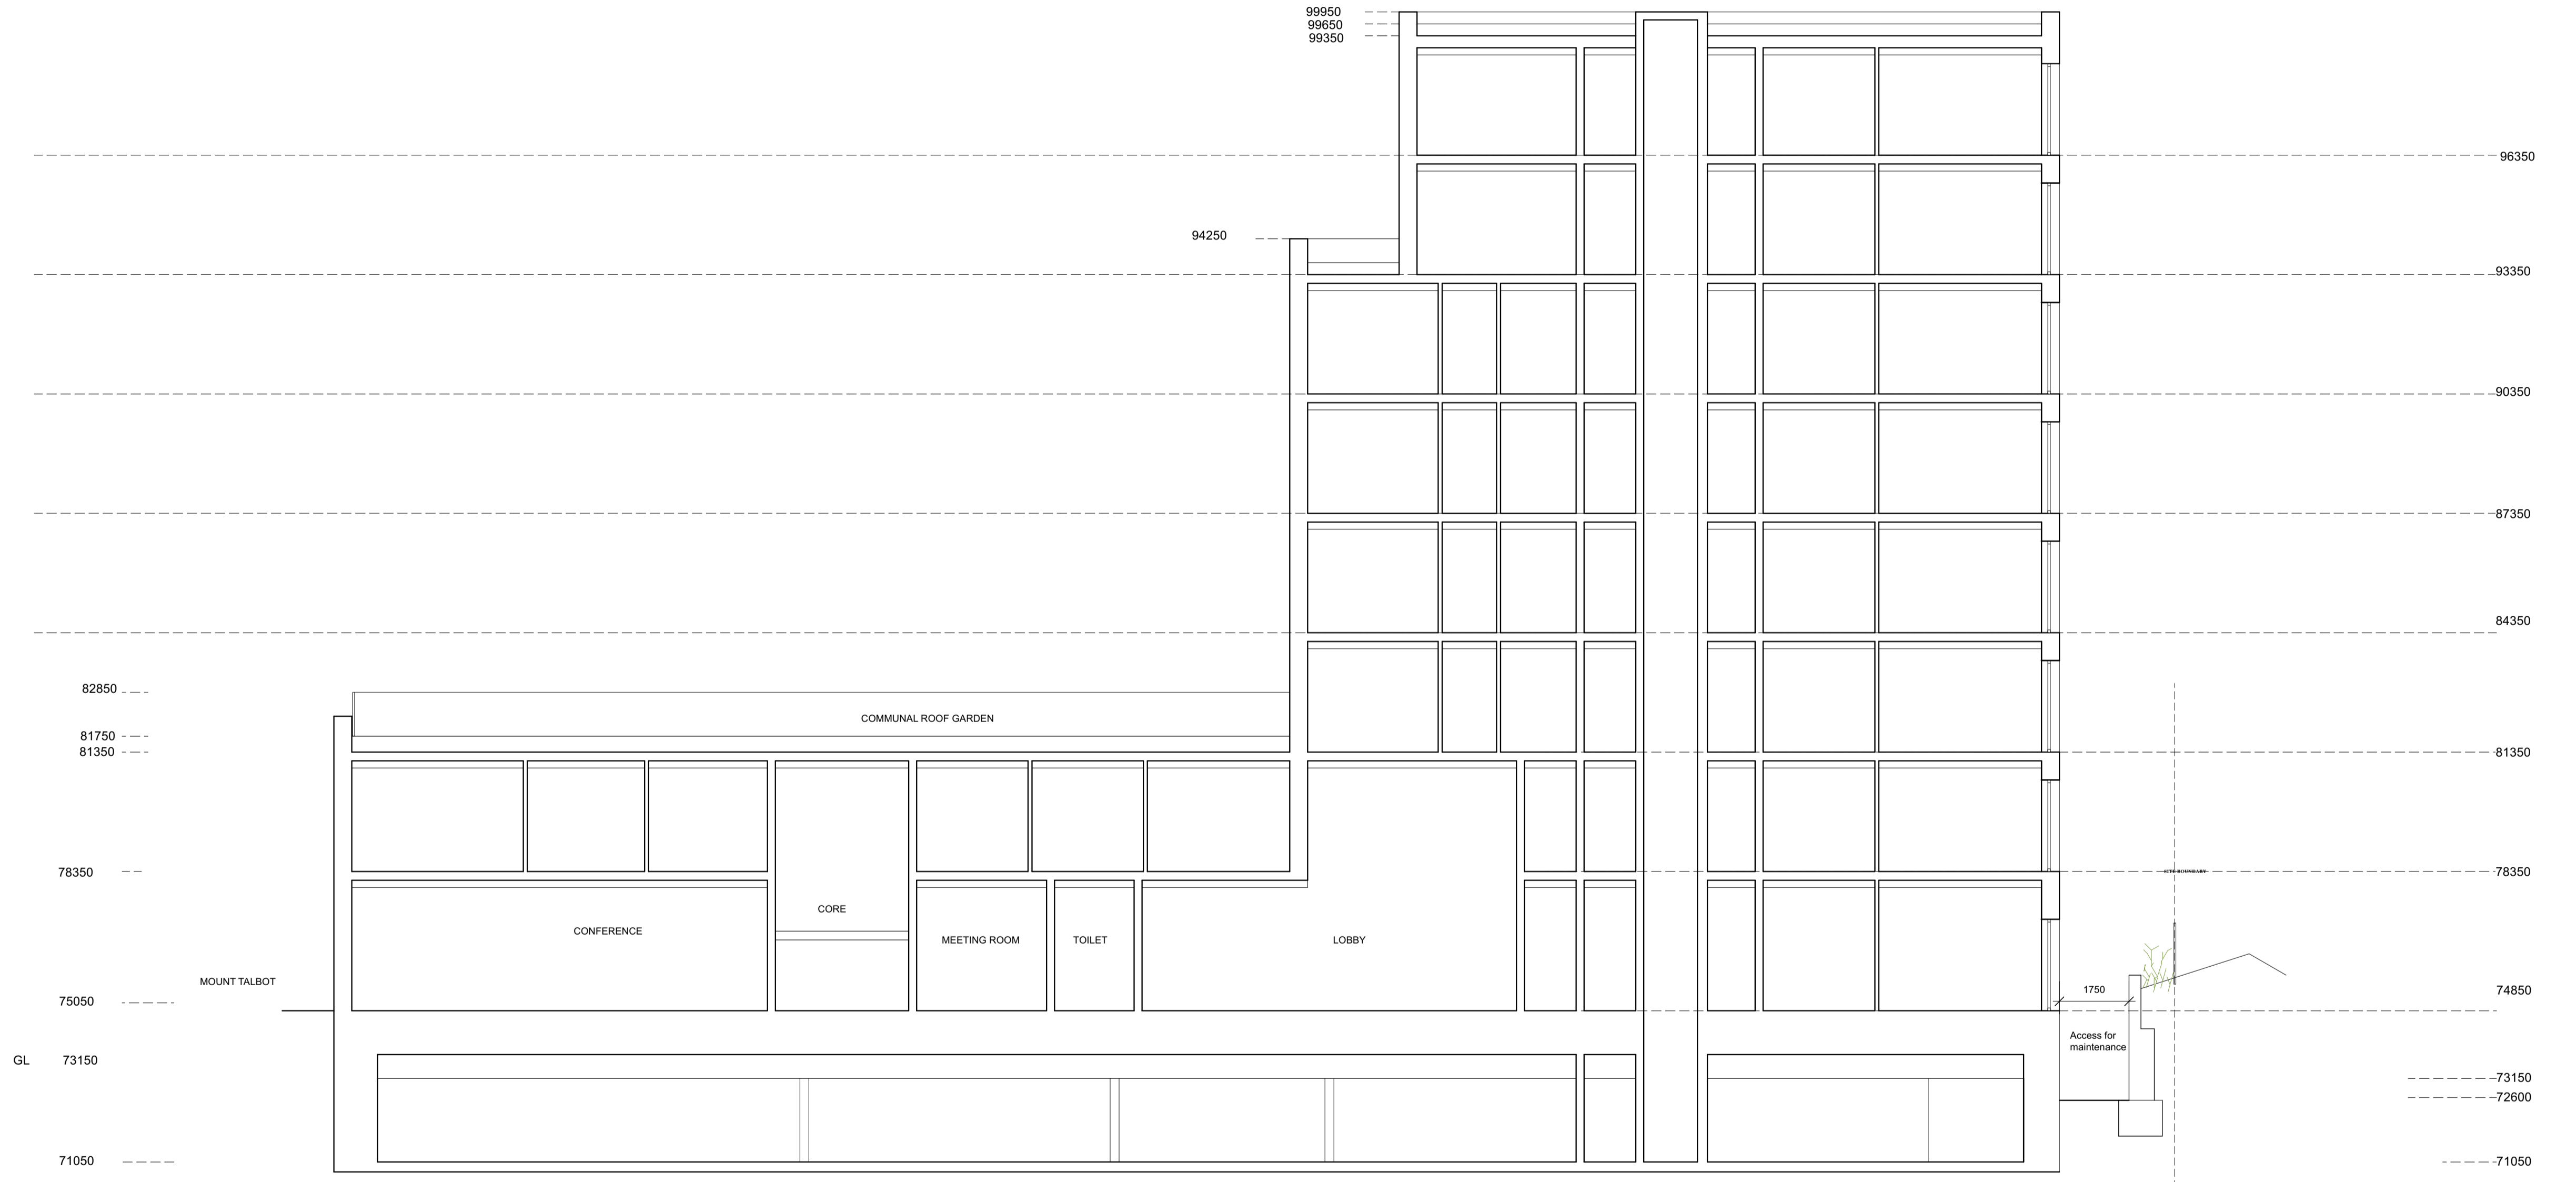 99950
99650
99350
96350
94250
93350
90350
87350
84350
82850
COMMUNAL ROOF GARDEN
81750
81350
81350
78350
78350
SITE BOUNDARY
CORE
CONFERENCE
MEETING ROOM
TOILET
LOBBY
MOUNT TALBOT
75050
1750
74850
Access for
maintenance
GL 73150
73150
72600
71050
71050